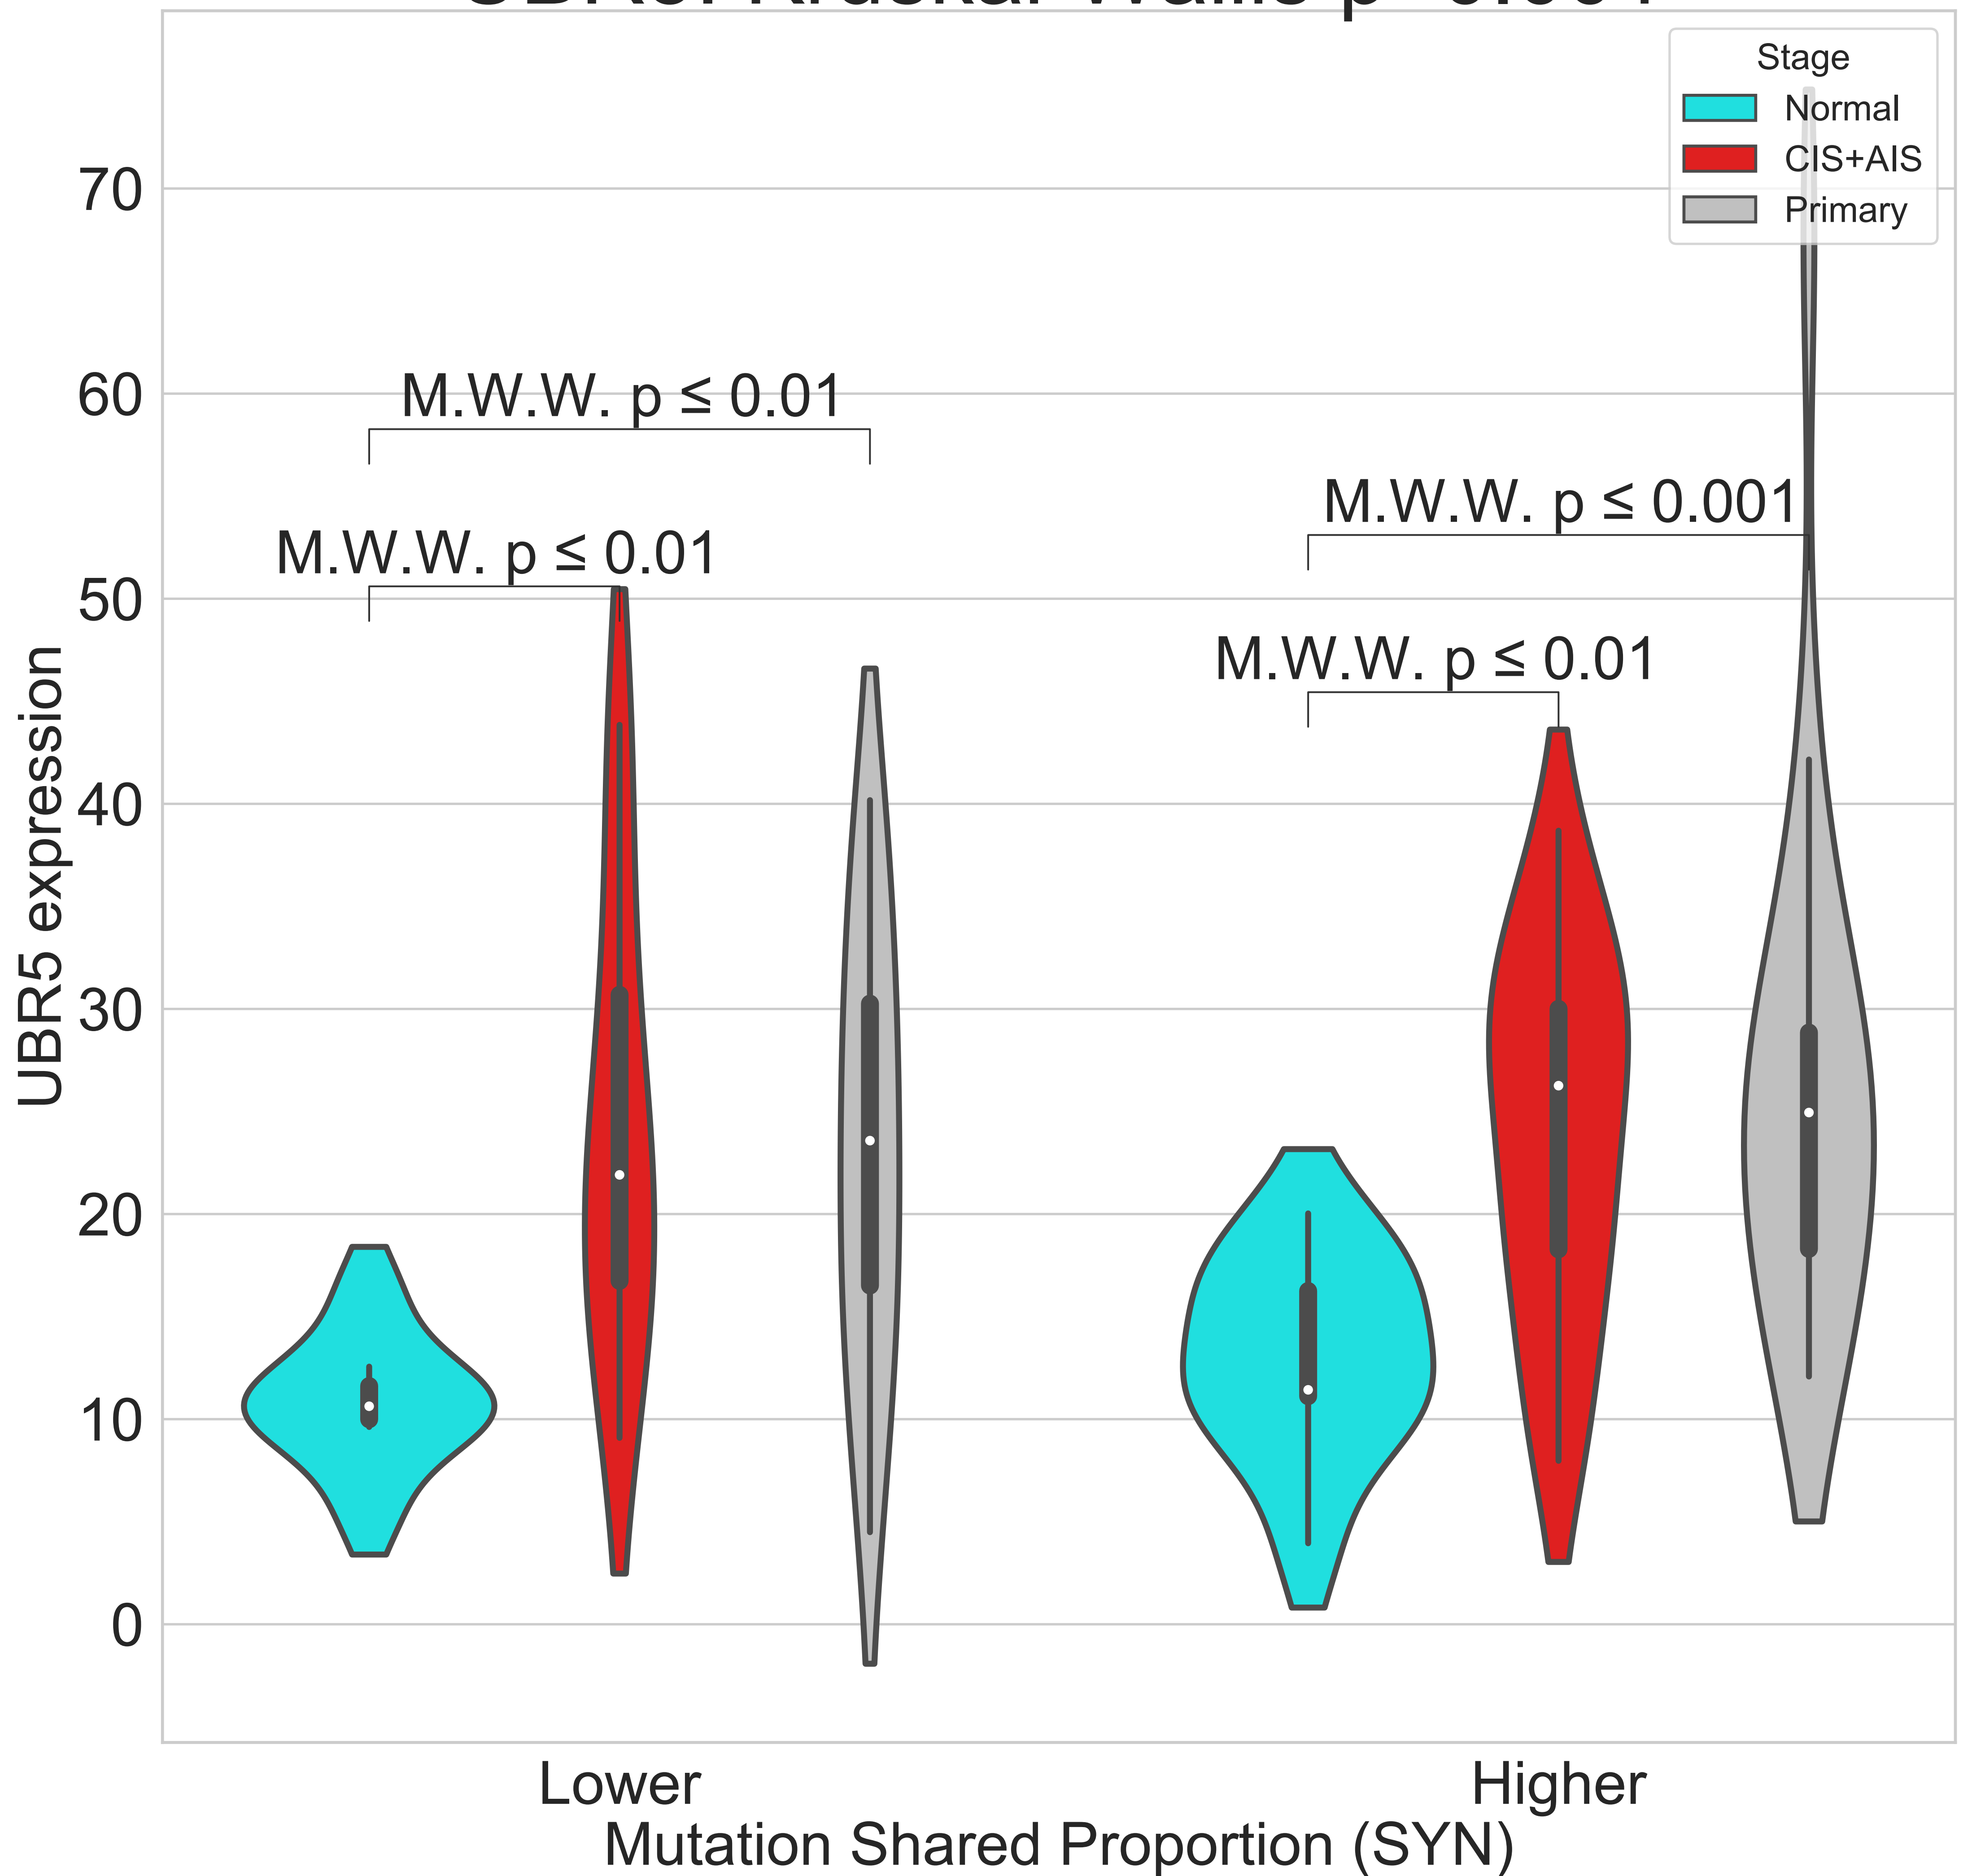 Stage
Normal
CIS+AIS
Primary
70
60
50
40
30
20
10
0
UBR5 expression
M.W.W. p ≤ 0.01
M.W.W. p ≤ 0.01
M.W.W. p ≤ 0.001
M.W.W. p ≤ 0.01
Lower
Higher
Mutation Shared Proportion (SYN)